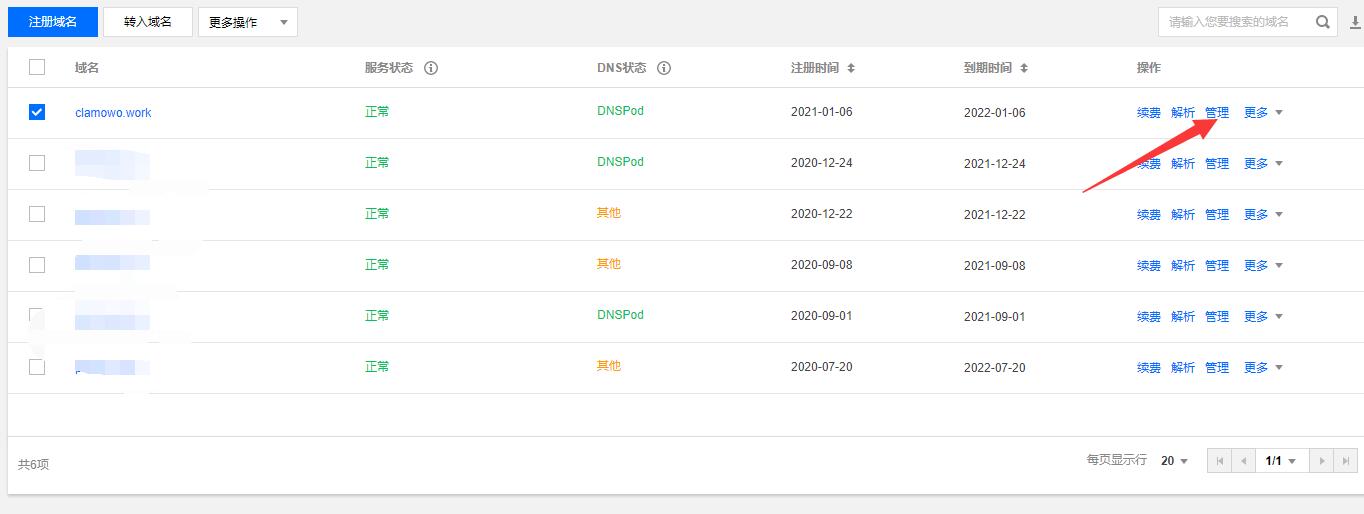 注册域名 转入域名 更多操作 请输入您要搜索的域名
域名 服务状态 DNS状态 注册时间 到期时间 操作
clamowo.work 正常 DNSPod 2021-01-06 2022-01-06 续费 解析 管理 更多
正常 DNSPod 2020-12-24 2021-12-24 续费 解析 管理 更多
正常 其他 2020-12-22 2021-12-22 续费 解析 管理 更多
正常 其他 2020-09-08 2021-09-08 续费 解析 管理 更多
正常 DNSPod 2020-09-01 2021-09-01 续费 解析 管理 更多
正常 其他 2020-07-20 2022-07-20 续费 解析 管理 更多
共6项 每页显示行 20 1/1